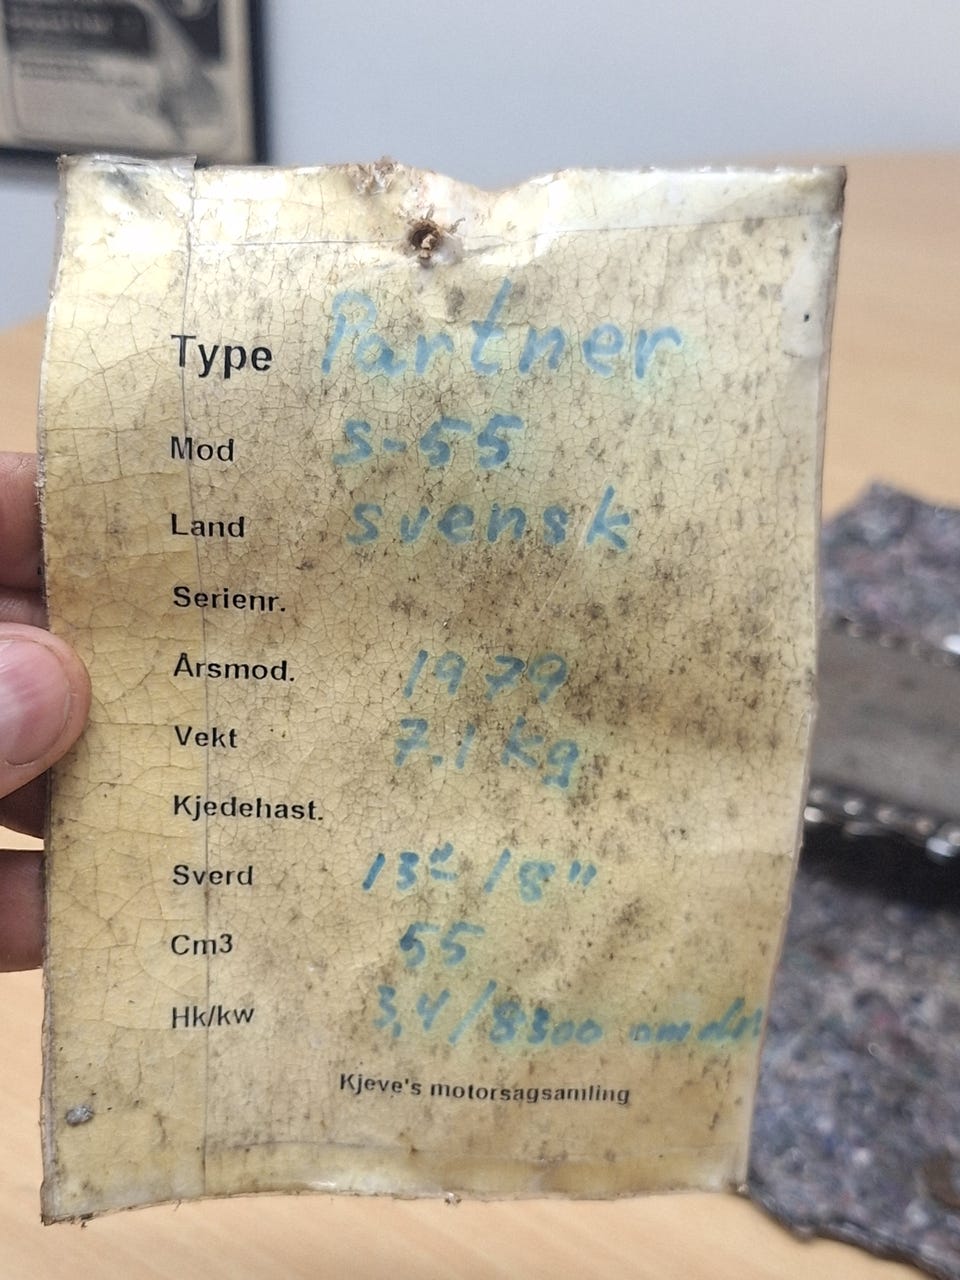 Type Partner
Mod S-55
Land svensk
Serienr.
Årsmod. 1979
Vekt 7.1 kg
Kjedehast.
Sverd 13" / 18"
Cm3 55
Hk/kw 3,4/8300
Kjeve's motorsagsamling